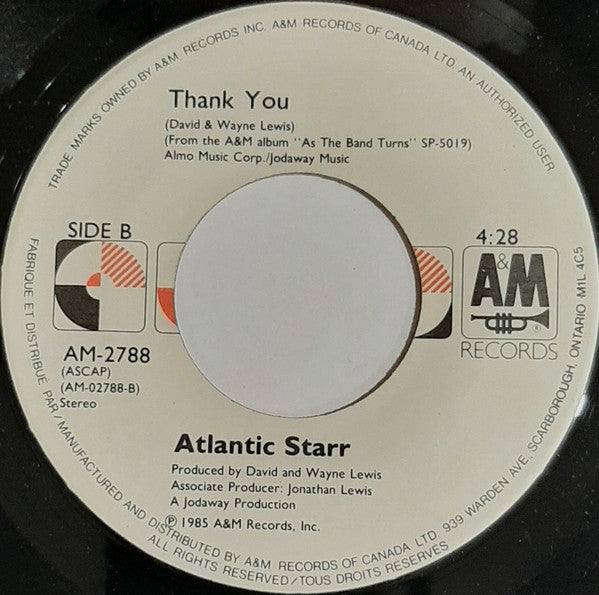 TRADE MARKS OWNED BY A&M RECORDS INC. A&M RECORDS OF CANADA LTD. AN AUTHORIZED USER.
Thank You
(David & Wayne Lewis)
(From the A&M album "As The Band Turns" SP-5019)
Almo Music Corp./Jodaway Music
SIDE B
4:28
A&M
®
RECORDS
AM-2788
(ASCAP)
(AM-02788-B)
Stereo
Atlantic Starr
Produced by David and Wayne Lewis
Associate Producer: Jonathan Lewis
A Jodaway Production
℗ 1985 A&M Records, Inc.
FABRIQUE ET DISTRIBUÉ PAR/MANUFACTURED AND DISTRIBUTED BY A&M RECORDS OF CANADA LTD. 939 WARDEN AVE., SCARBOROUGH, ONTARIO M1L 4C5
ALL RIGHTS RESERVED/TOUS DROITS RESERVÉS